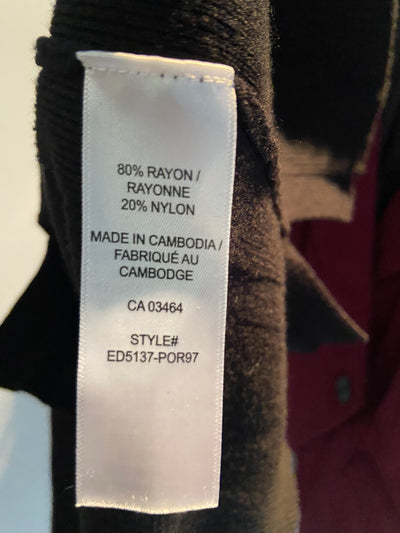 80% RAYON /
RAYONNE
20% NYLON
MADE IN CAMBODIA /
FABRIQUÉ AU
CAMBODGE
CA 03464
STYLE#
ED5137-POR97